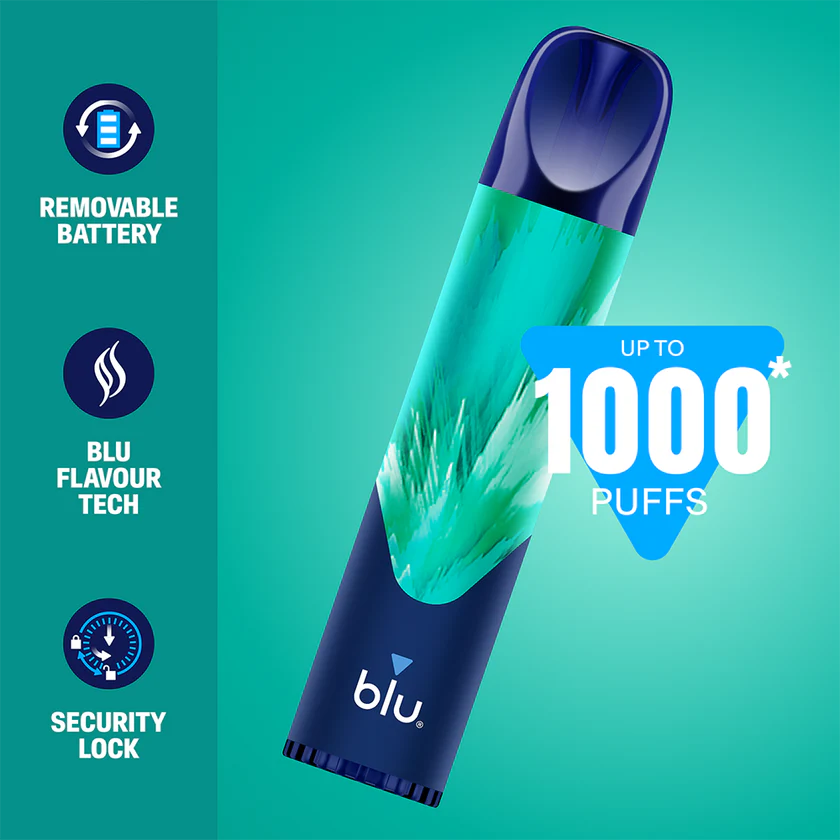 REMOVABLE
BATTERY
BLU
FLAVOUR
TECH
SECURITY
LOCK
UP TO
1000*
PUFFS
blu®